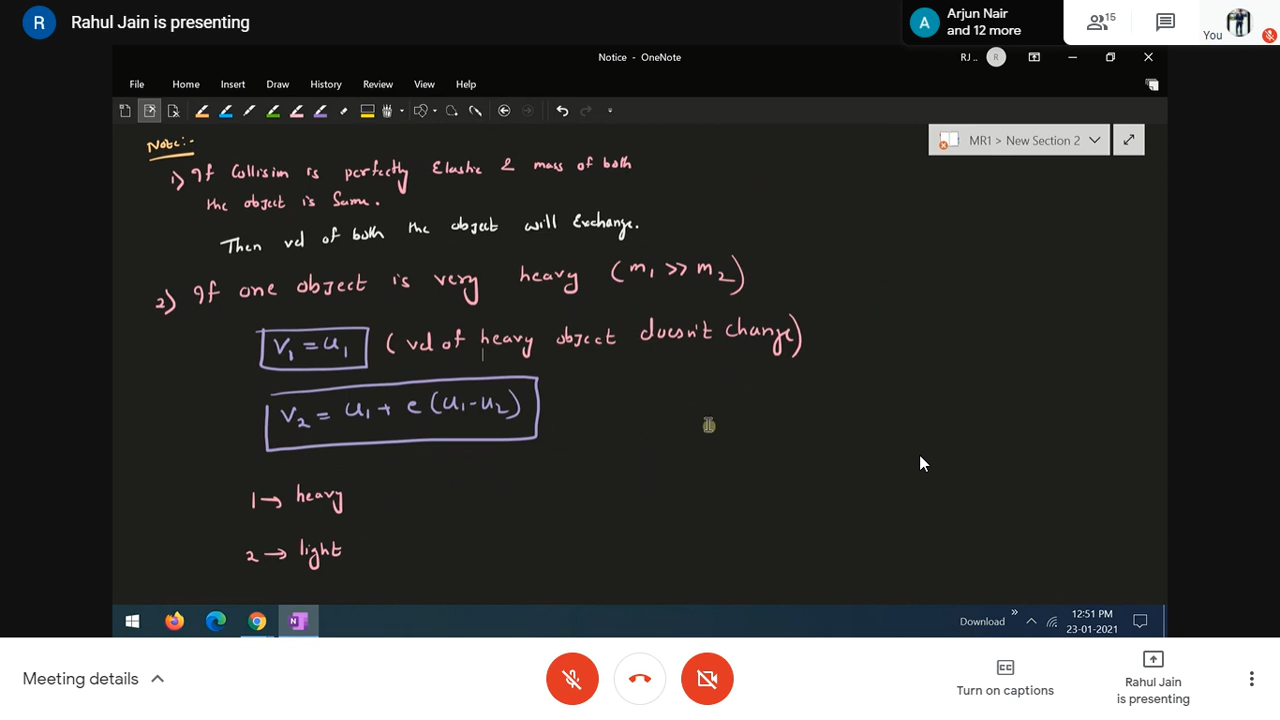 R Rahul Jain is presenting
A Arjun Nair
and 12 more
15
You
Notice - OneNote
RJ .. R
File Home Insert Draw History Review View Help
MR1 > New Section 2
Note:-
1) If Collision is perfectly Elastic & mass of both
the object is Same.
Then vel of both the object will Exchange.
2) If one object is very heavy (m₁ >> m₂)
V₁ = u₁ (vel of heavy object doesn't change)
V₂ = u₁ + e (u₁ - u₂)
1 → heavy
2 → light
Download
12:51 PM
23-01-2021
Meeting details
CC
Turn on captions
Rahul Jain
is presenting